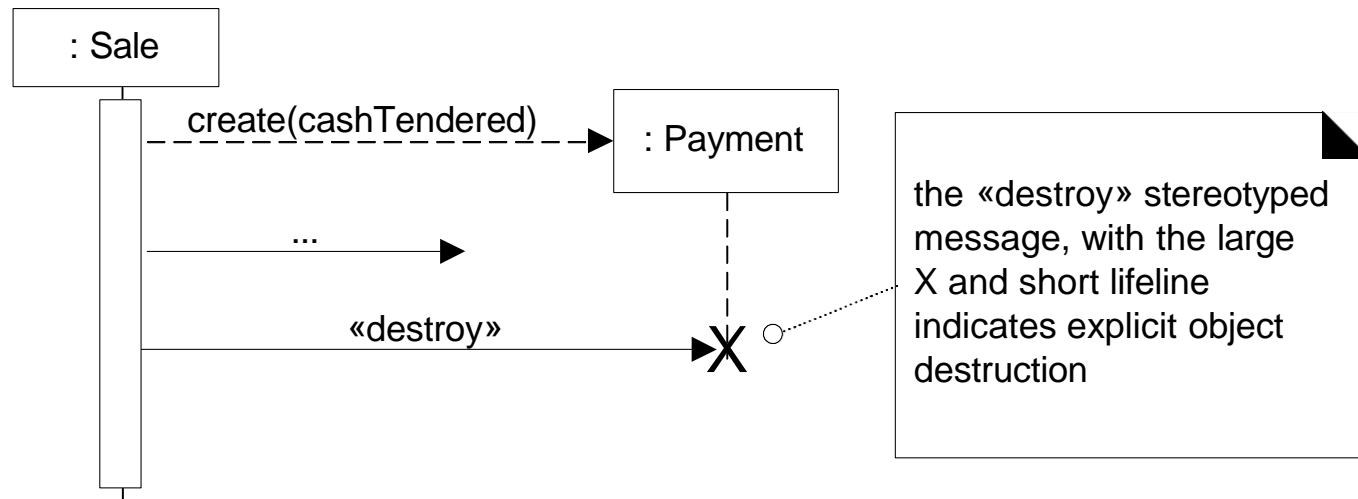 : Sale
create(cashTendered)
: Payment
...
«destroy»
X
the «destroy» stereotyped
message, with the large
X and short lifeline
indicates explicit object
destruction